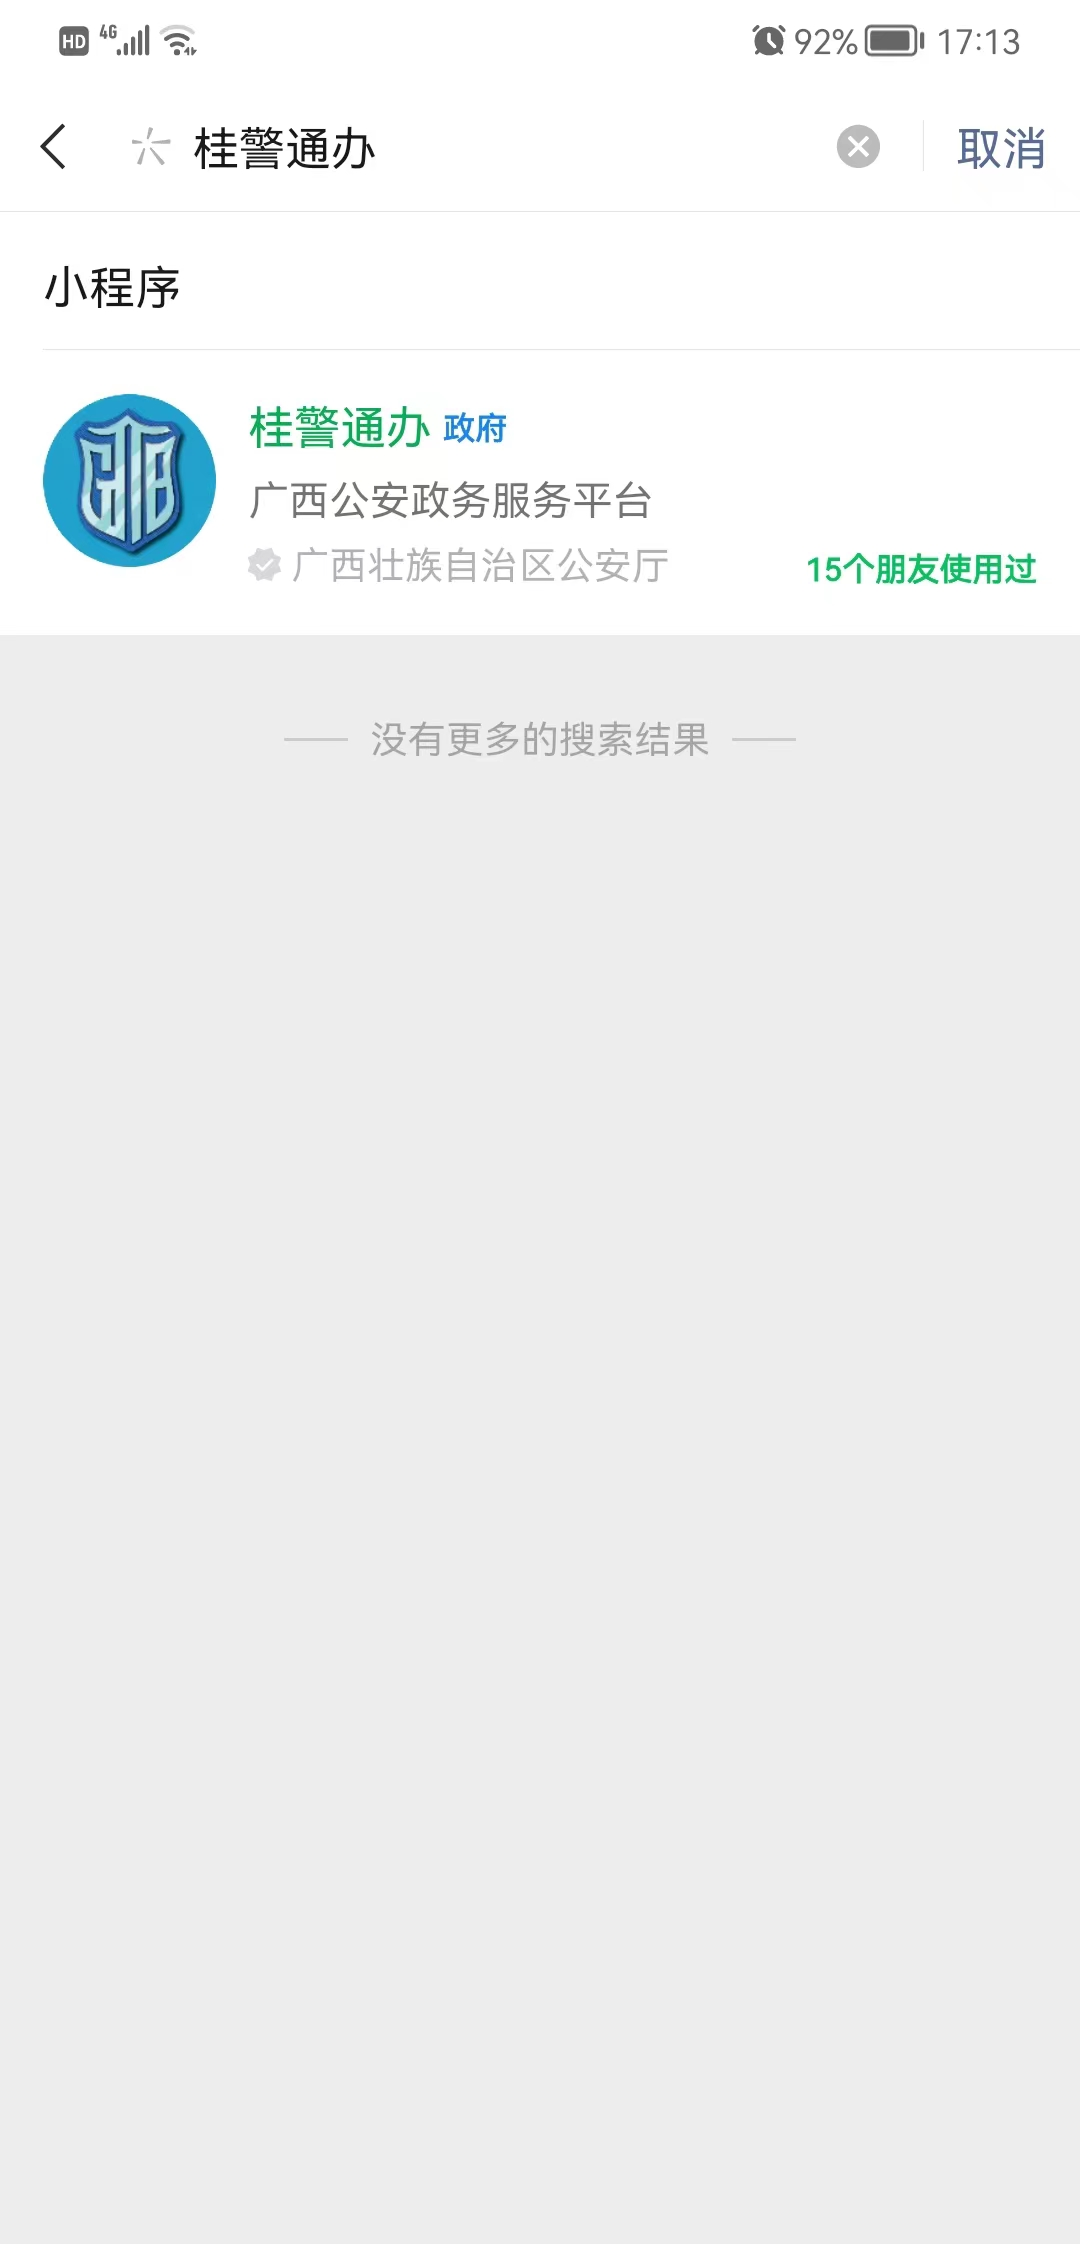 HD 4G 92% 17:13
桂警通办 取消
小程序
GTB
桂警通办 政府
广西公安政务服务平台
广西壮族自治区公安厅 15个朋友使用过
没有更多的搜索结果